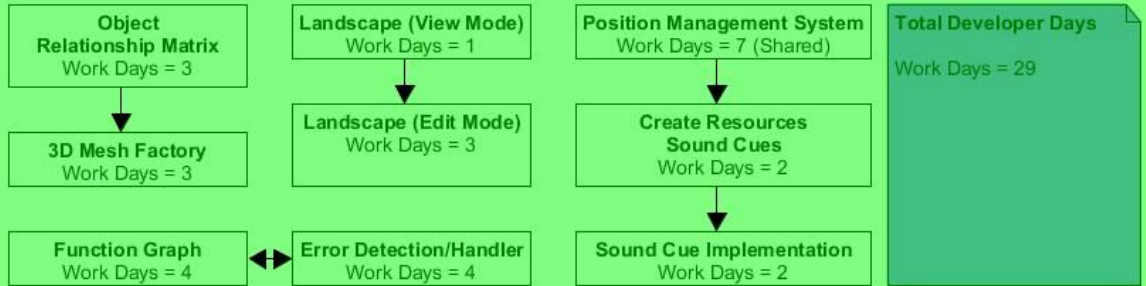 Object
Relationship Matrix
Work Days = 3
3D Mesh Factory
Work Days = 3
Function Graph
Work Days = 4
Landscape (View Mode)
Work Days = 1
Landscape (Edit Mode)
Work Days = 3
Error Detection/Handler
Work Days = 4
Position Management System
Work Days = 7 (Shared)
Create Resources
Sound Cues
Work Days = 2
Sound Cue Implementation
Work Days = 2
Total Developer Days
Work Days = 29